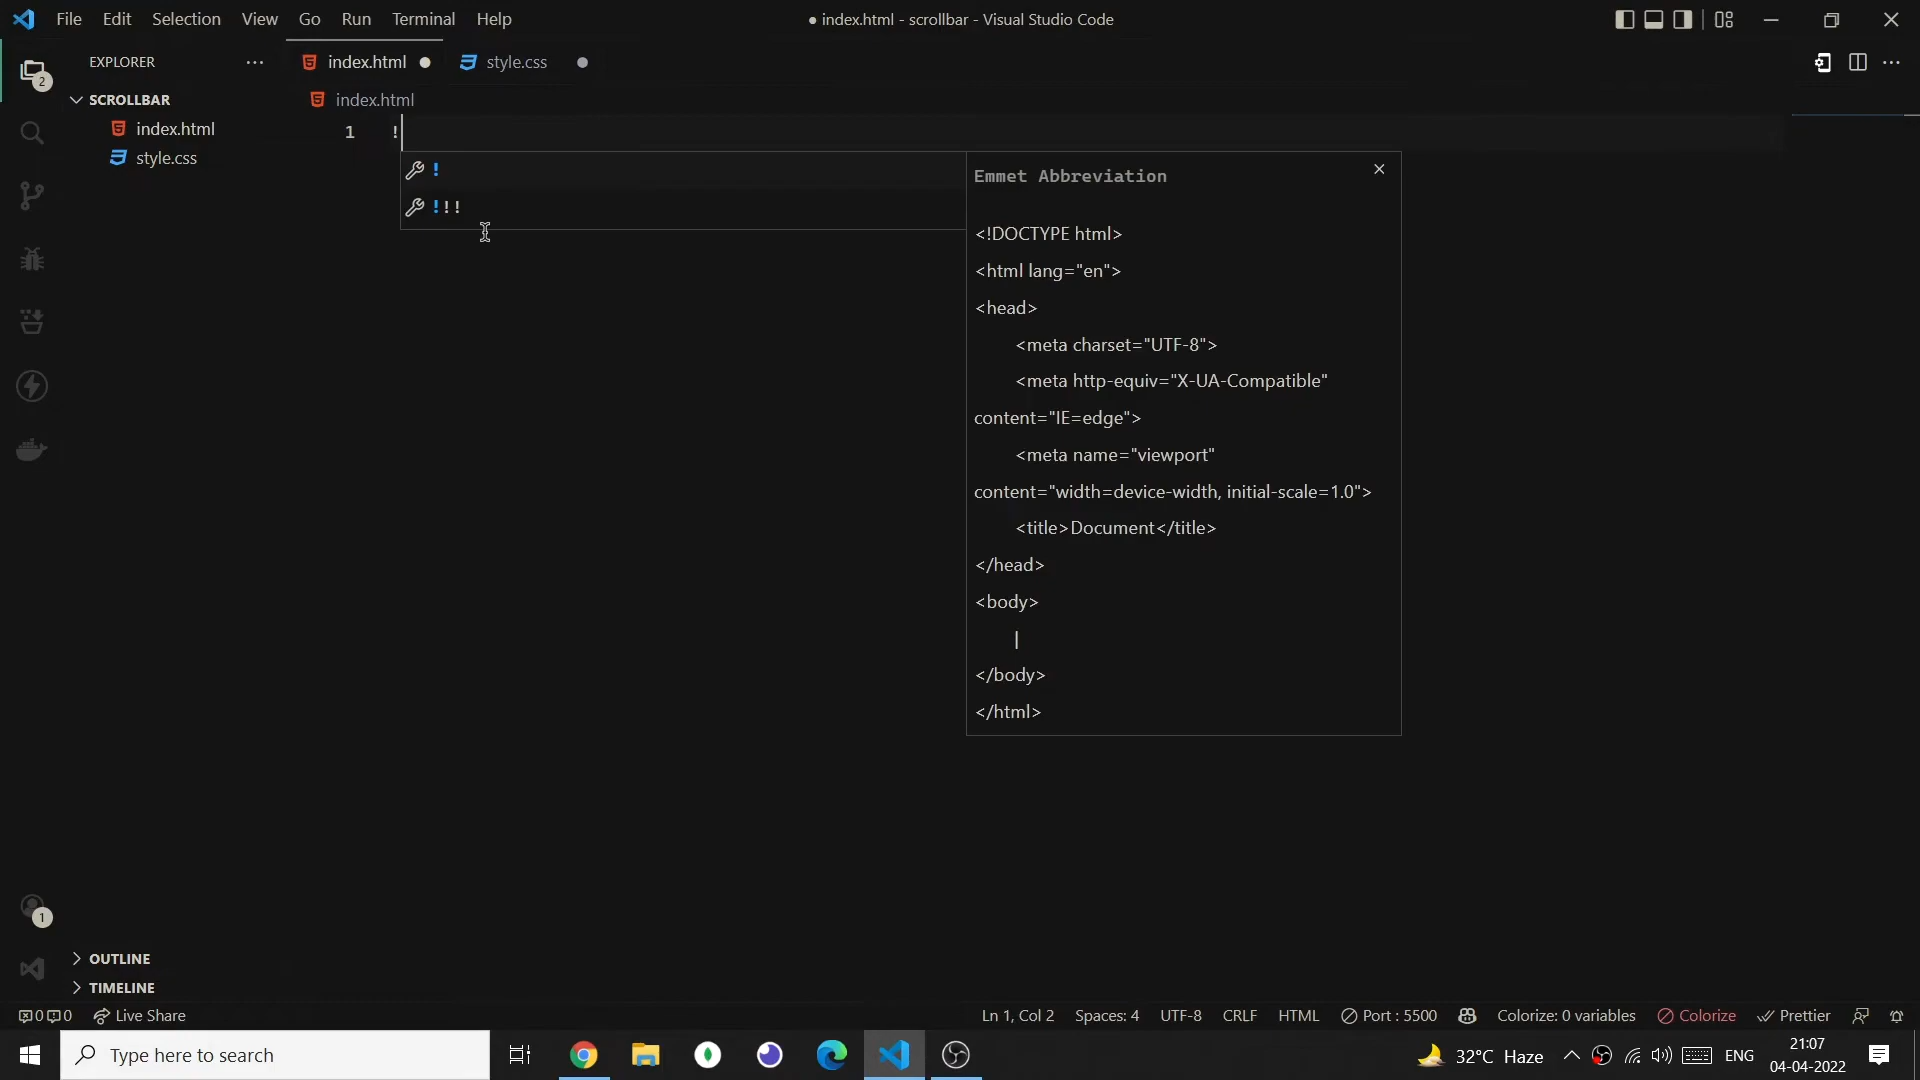 File Edit Selection View Go Run Terminal Help
● index.html - scrollbar - Visual Studio Code
EXPLORER
index.html
style.css
2
SCROLLBAR
index.html
index.html
style.css
1 !
!
!!!
Emmet Abbreviation
<!DOCTYPE html>
<html lang="en">
<head>
<meta charset="UTF-8">
<meta http-equiv="X-UA-Compatible"
content="IE=edge">
<meta name="viewport"
content="width=device-width, initial-scale=1.0">
<title>Document</title>
</head>
<body>
|
</body>
</html>
1
OUTLINE
TIMELINE
0 0 Live Share
Ln 1, Col 2 Spaces: 4 UTF-8 CRLF HTML Port : 5500 Colorize: 0 variables Colorize Prettier
Type here to search
32°C Haze
ENG
21:07
04-04-2022